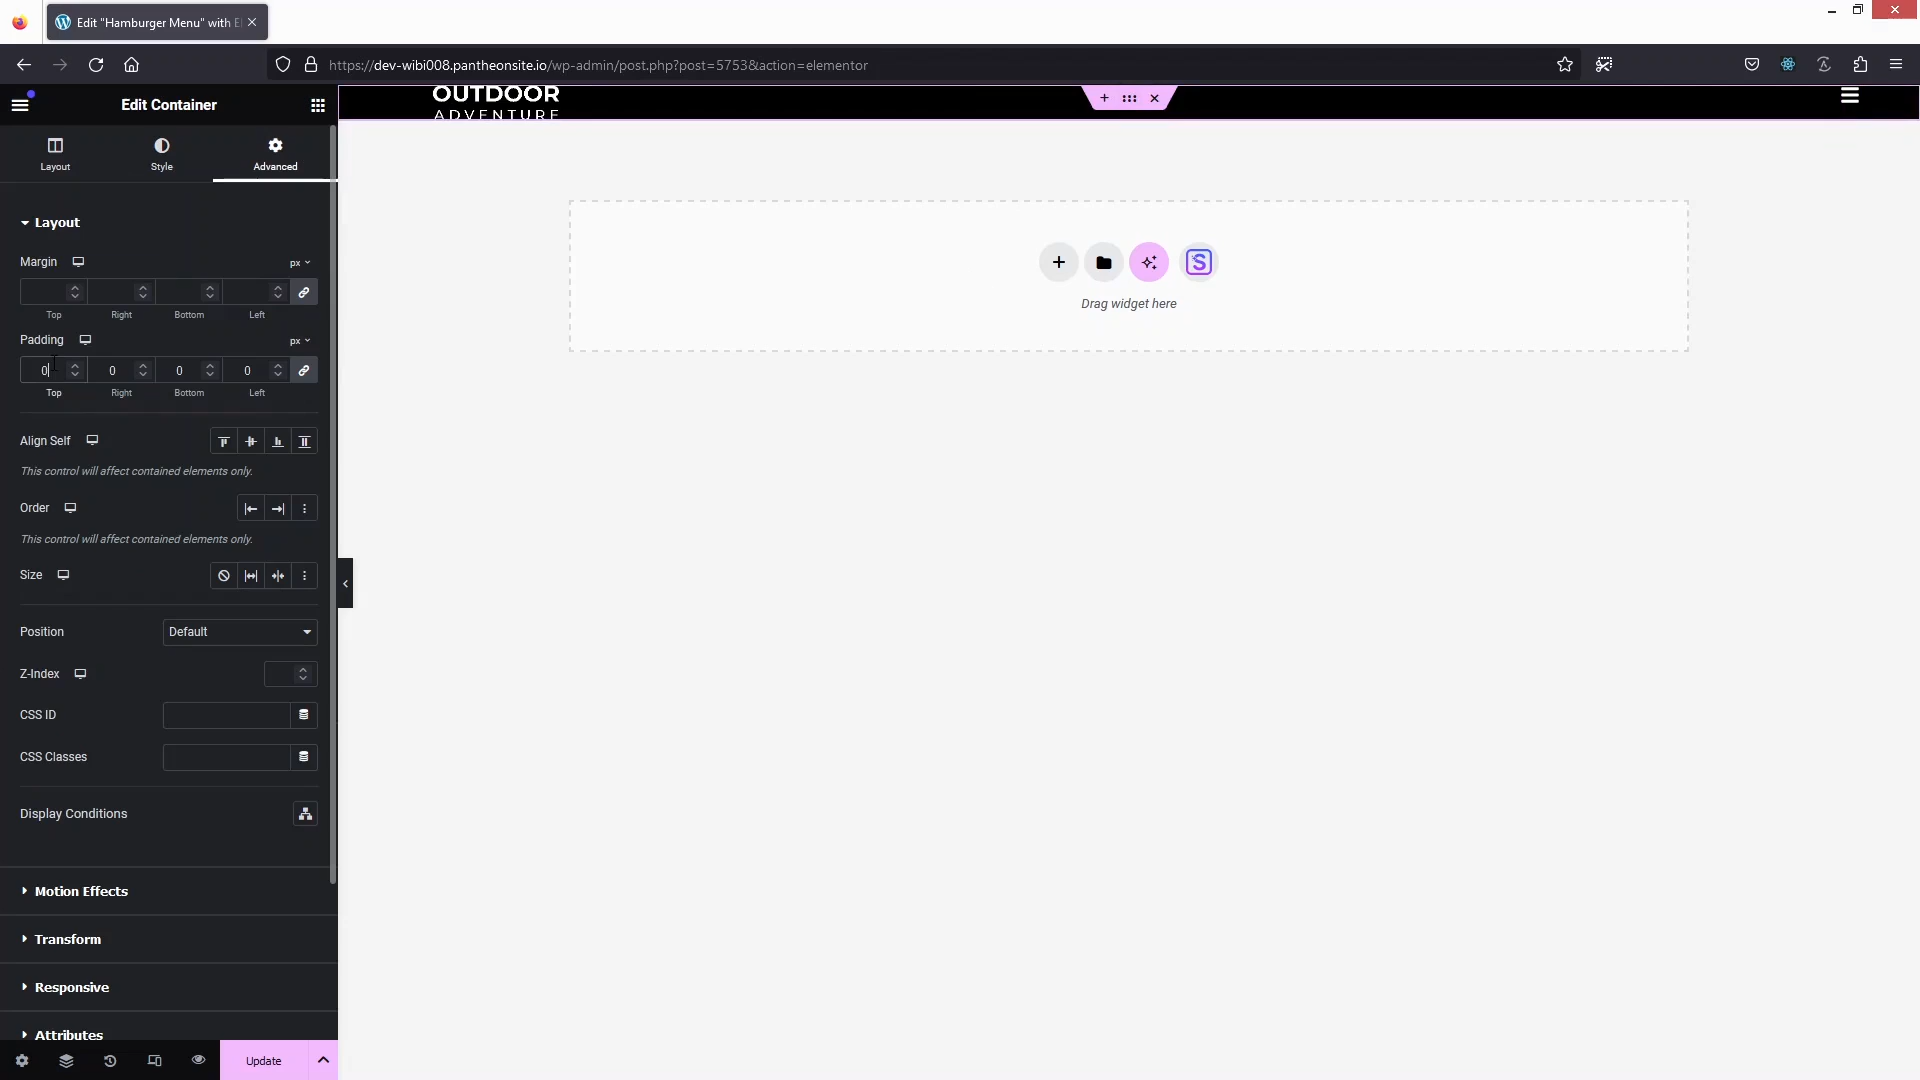 Edit "Hamburger Menu" with E
https://dev-wibi008.pantheonsite.io/wp-admin/post.php?post=5753&action=elementor
Edit Container
OUTDOOR
ADVENTURE
Layout
Style
Advanced
Layout
Margin
px
Top
Right
Bottom
Left
Padding
px
0
0
0
0
Top
Right
Bottom
Left
Align Self
This control will affect contained elements only.
Order
This control will affect contained elements only.
Size
Position
Default
Z-Index
CSS ID
CSS Classes
Display Conditions
Motion Effects
Transform
Responsive
Attributes
Update
S
Drag widget here